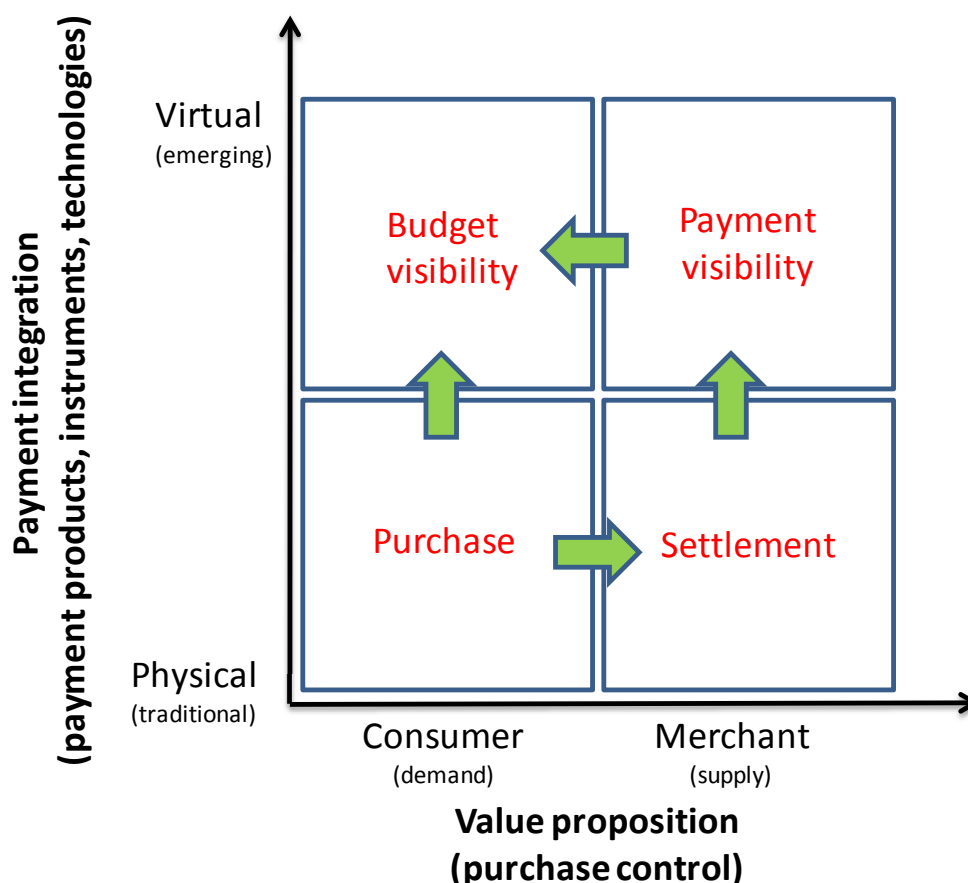 Payment integration
(payment products, instruments, technologies)
Virtual
(emerging)
Budget
visibility
Payment
visibility
Purchase
Settlement
Physical
(traditional)
Consumer
(demand)
Merchant
(supply)
Value proposition
(purchase control)